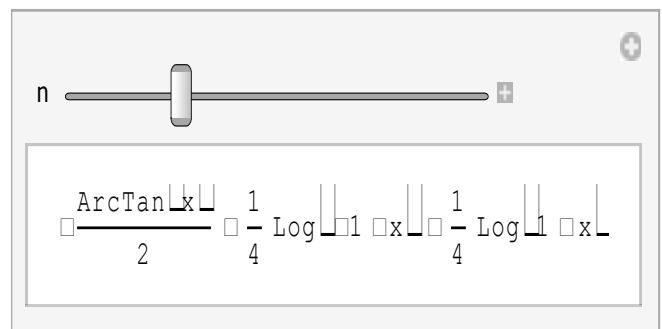 n
□ArcTan[x]/2 □ 1/4 Log[□1 □x] □ 1/4 Log[1 □x]